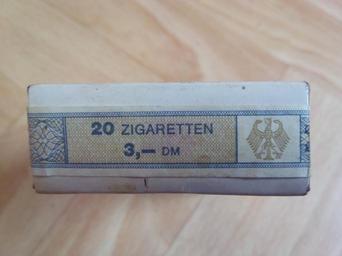 20 ZIGARETTEN
3,— DM